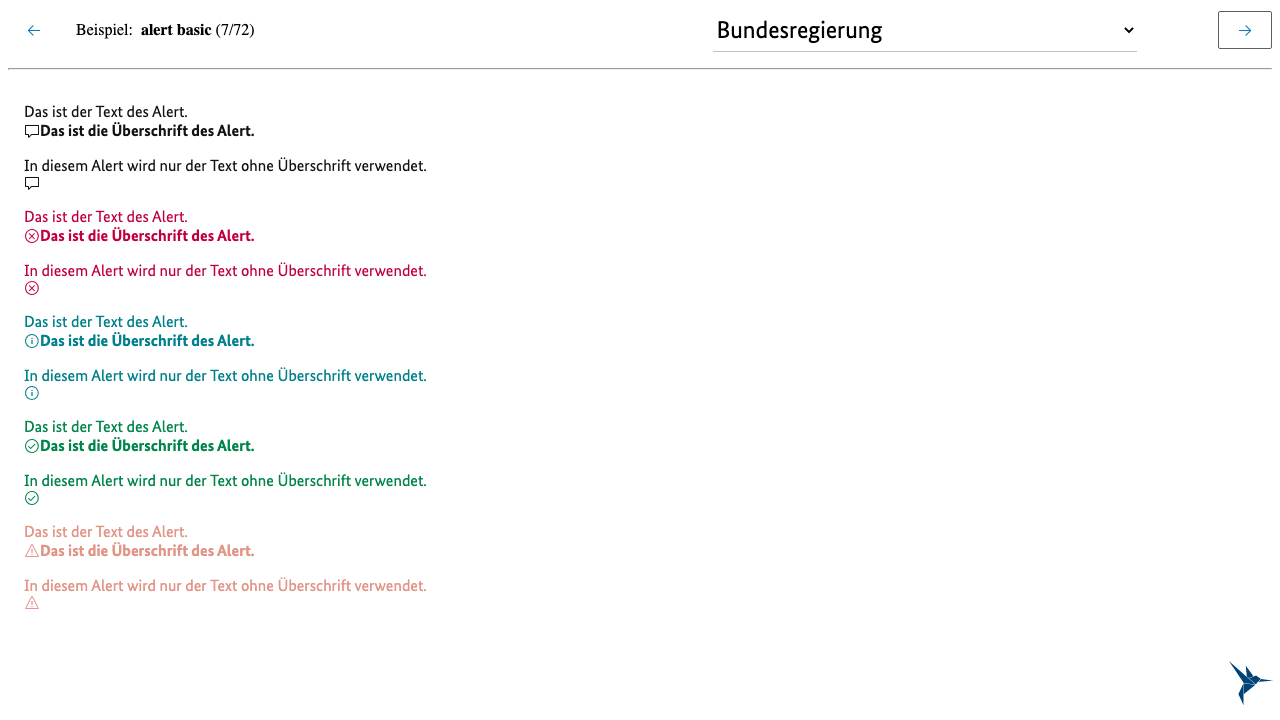 Beispiel: alert basic (7/72)
Bundesregierung
Das ist der Text des Alert.
Das ist die Überschrift des Alert.
In diesem Alert wird nur der Text ohne Überschrift verwendet.
Das ist der Text des Alert.
Das ist die Überschrift des Alert.
In diesem Alert wird nur der Text ohne Überschrift verwendet.
Das ist der Text des Alert.
Das ist die Überschrift des Alert.
In diesem Alert wird nur der Text ohne Überschrift verwendet.
Das ist der Text des Alert.
Das ist die Überschrift des Alert.
In diesem Alert wird nur der Text ohne Überschrift verwendet.
Das ist der Text des Alert.
Das ist die Überschrift des Alert.
In diesem Alert wird nur der Text ohne Überschrift verwendet.